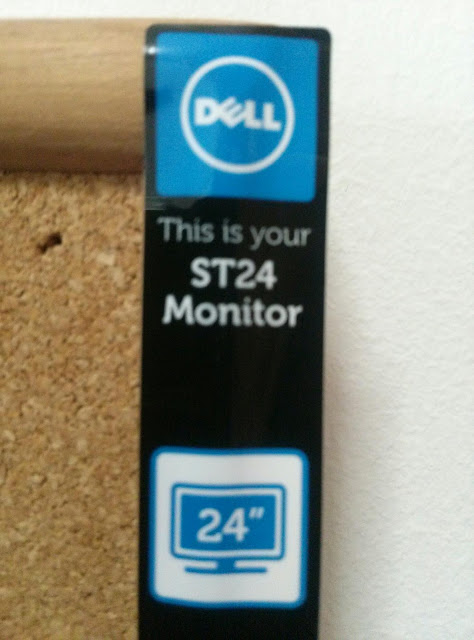 DELL
This is your
ST24
Monitor
24"